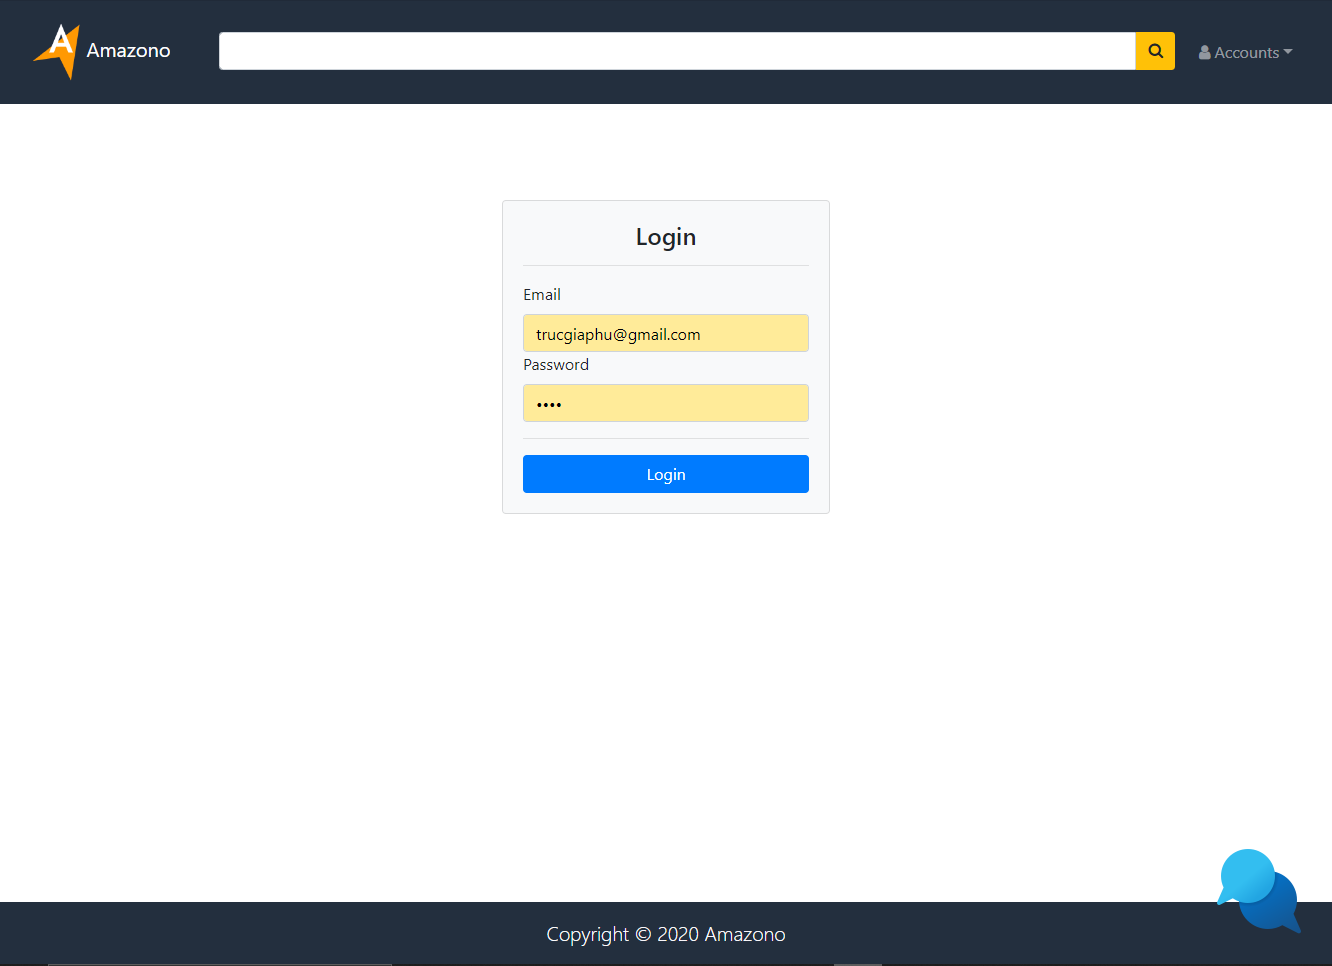 A Amazono
Accounts
Login
Email
trucgiaphu@gmail.com
Password
••••
Login
Copyright © 2020 Amazono